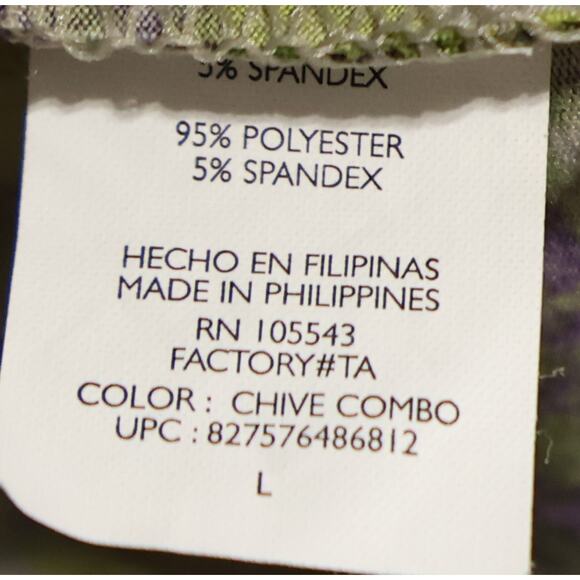 5% SPANDEX
95% POLYESTER
5% SPANDEX
HECHO EN FILIPINAS
MADE IN PHILIPPINES
RN 105543
FACTORY#TA
COLOR : CHIVE COMBO
UPC : 827576486812
L